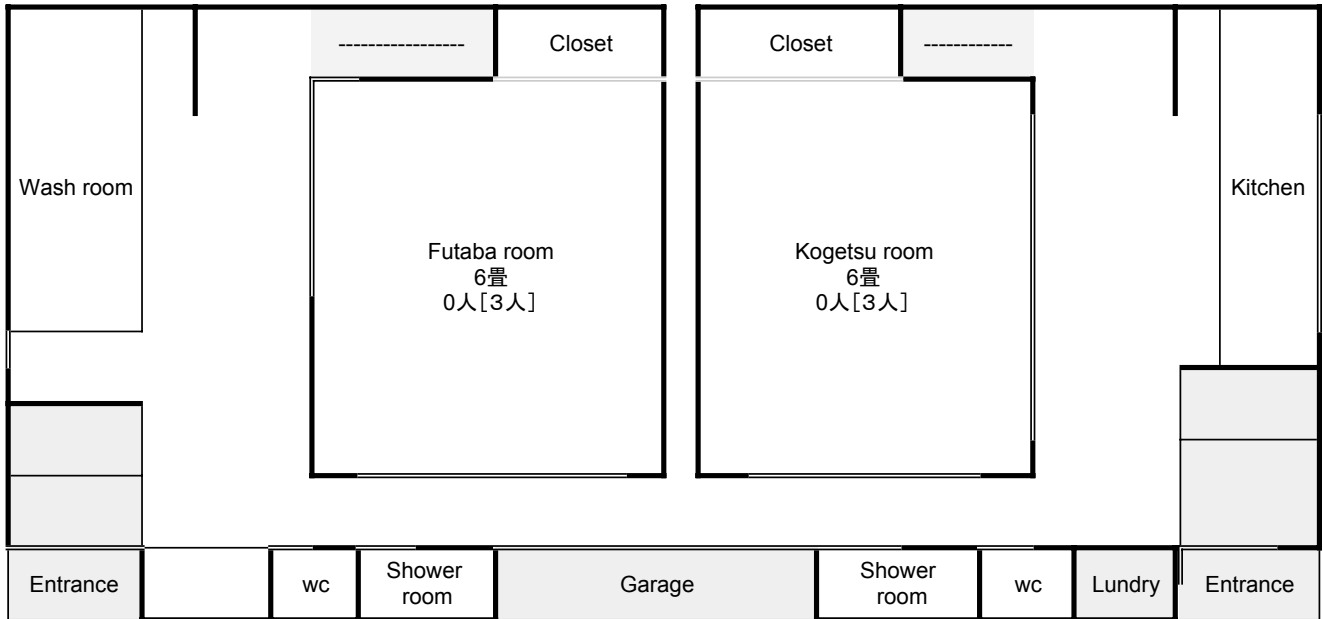 -----------------
Closet
Closet
------------
Wash room
Kitchen
Futaba room
6畳
0人[３人]
Kogetsu room
6畳
0人[３人]
Entrance
wc
Shower
room
Garage
Shower
room
wc
Lundry
Entrance